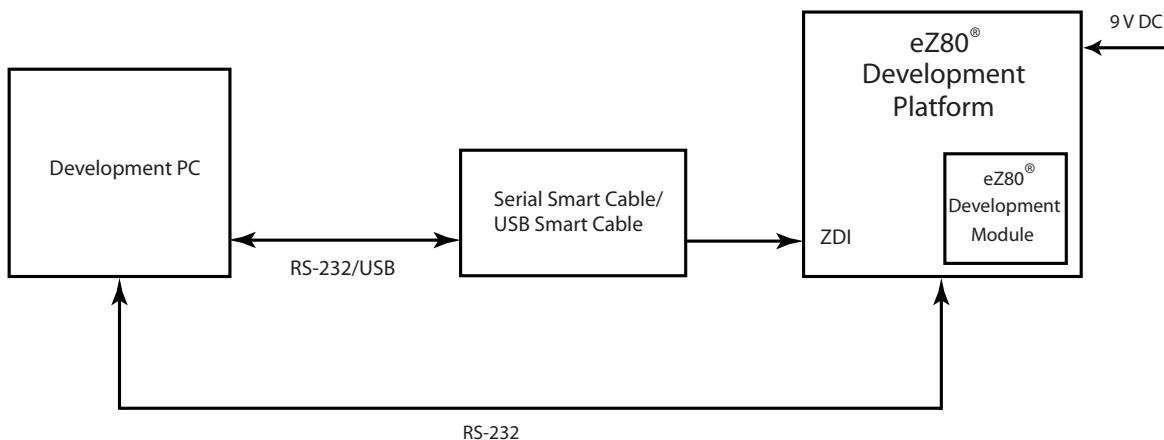 9 V DC
eZ80®
Development
Platform
Development PC
Serial Smart Cable/
USB Smart Cable
eZ80®
Development
Module
ZDI
RS-232/USB
RS-232